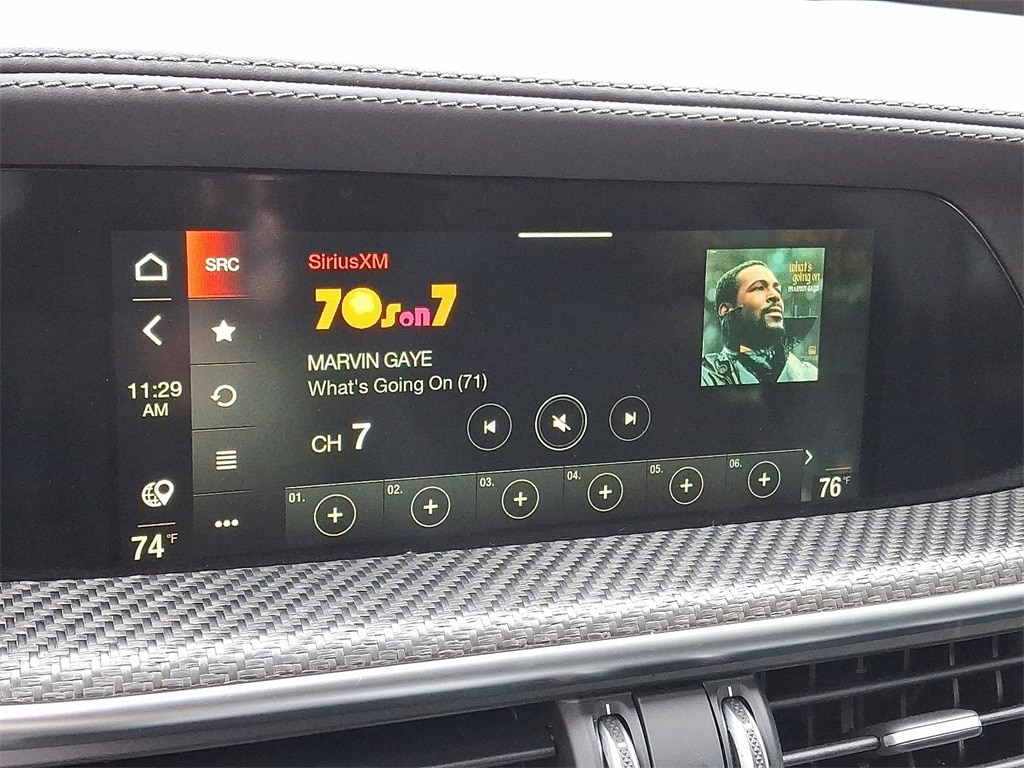 SRC
SiriusXM
70s on 7
MARVIN GAYE
What's Going On (71)
CH 7
11:29
AM
01.
02.
03.
04.
05.
06.
74°F
76°F
what's
going on
MARVIN GAYE